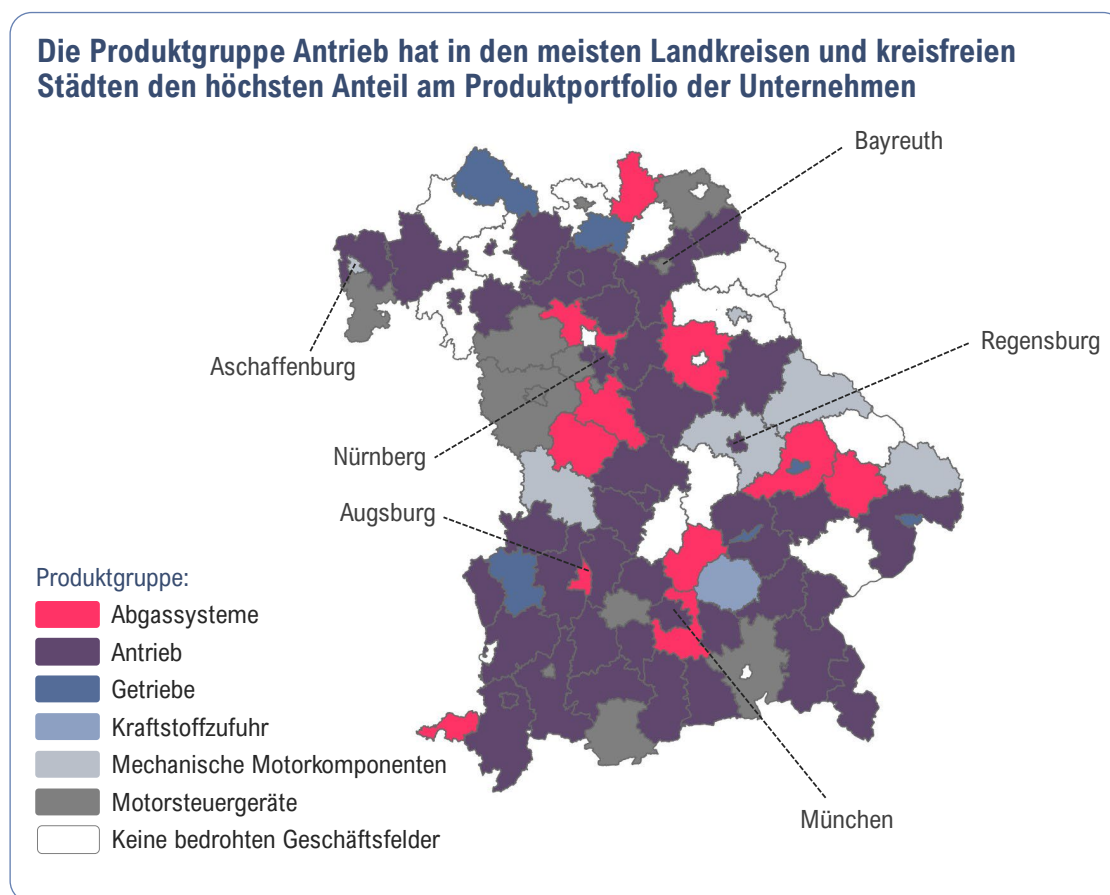 Die Produktgruppe Antrieb hat in den meisten Landkreisen und kreisfreien
Städten den höchsten Anteil am Produktportfolio der Unternehmen
Bayreuth
Regensburg
Aschaffenburg
Nürnberg
Augsburg
Produktgruppe:
Abgassysteme
Antrieb
Getriebe
Kraftstoffzufuhr
Mechanische Motorkomponenten
Motorsteuergeräte
München
Keine bedrohten Geschäftsfelder